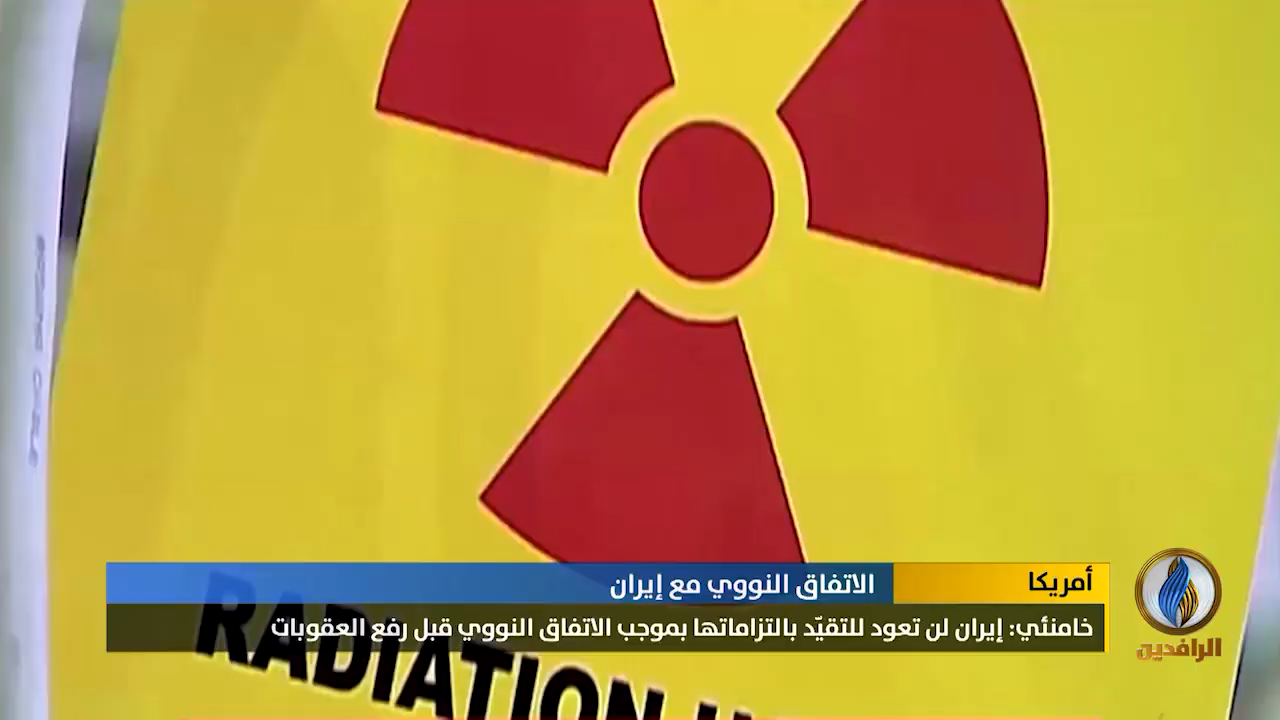 أمريكا
الاتفاق النووي مع إيران
خامنئي: إيران لن تعود للتقيّد بالتزاماتها بموجب الاتفاق النووي قبل رفع العقوبات
الرافدين
RADIATION